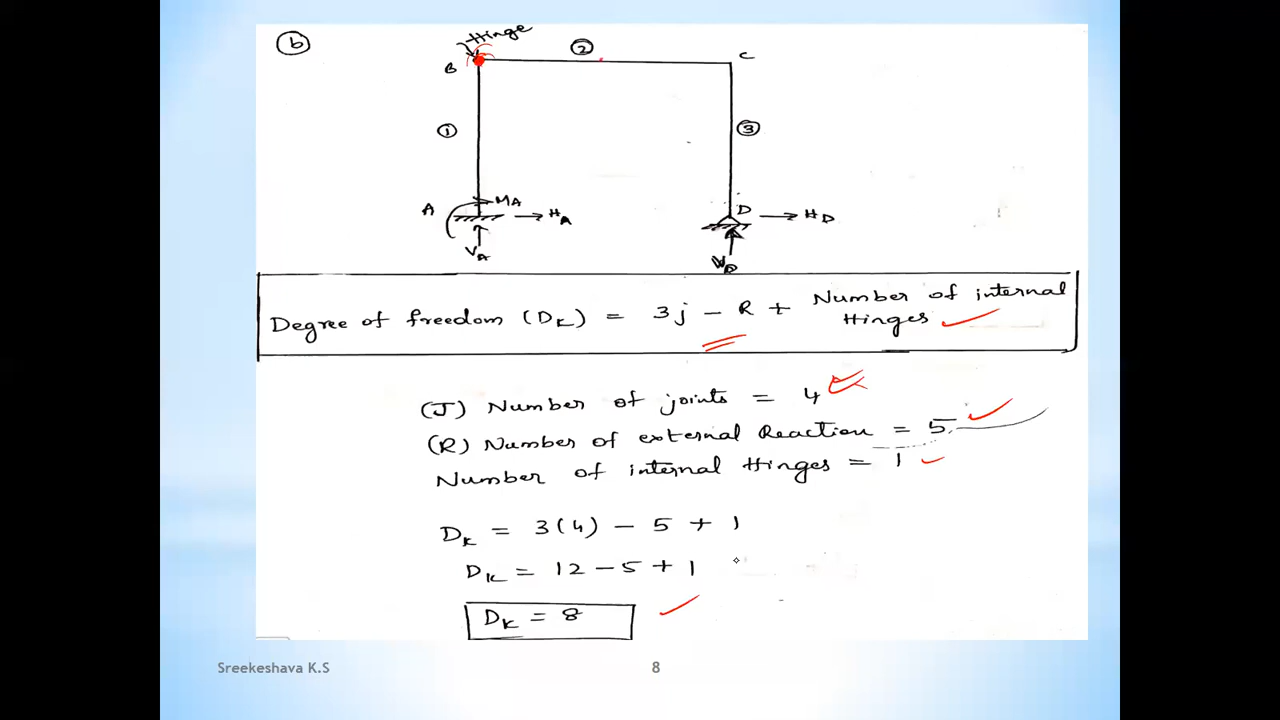 b
Hinge
B
2
C
1
3
A
MA
HA
VA
D
HD
VD
Degree of freedom (DK) = 3j - R + Number of internal Hinges
(J) Number of joints = 4
(R) Number of external Reaction = 5
Number of internal Hinges = 1
DK = 3(4) - 5 + 1
DK = 12 - 5 + 1
DK = 8
Sreekeshava K.S
8